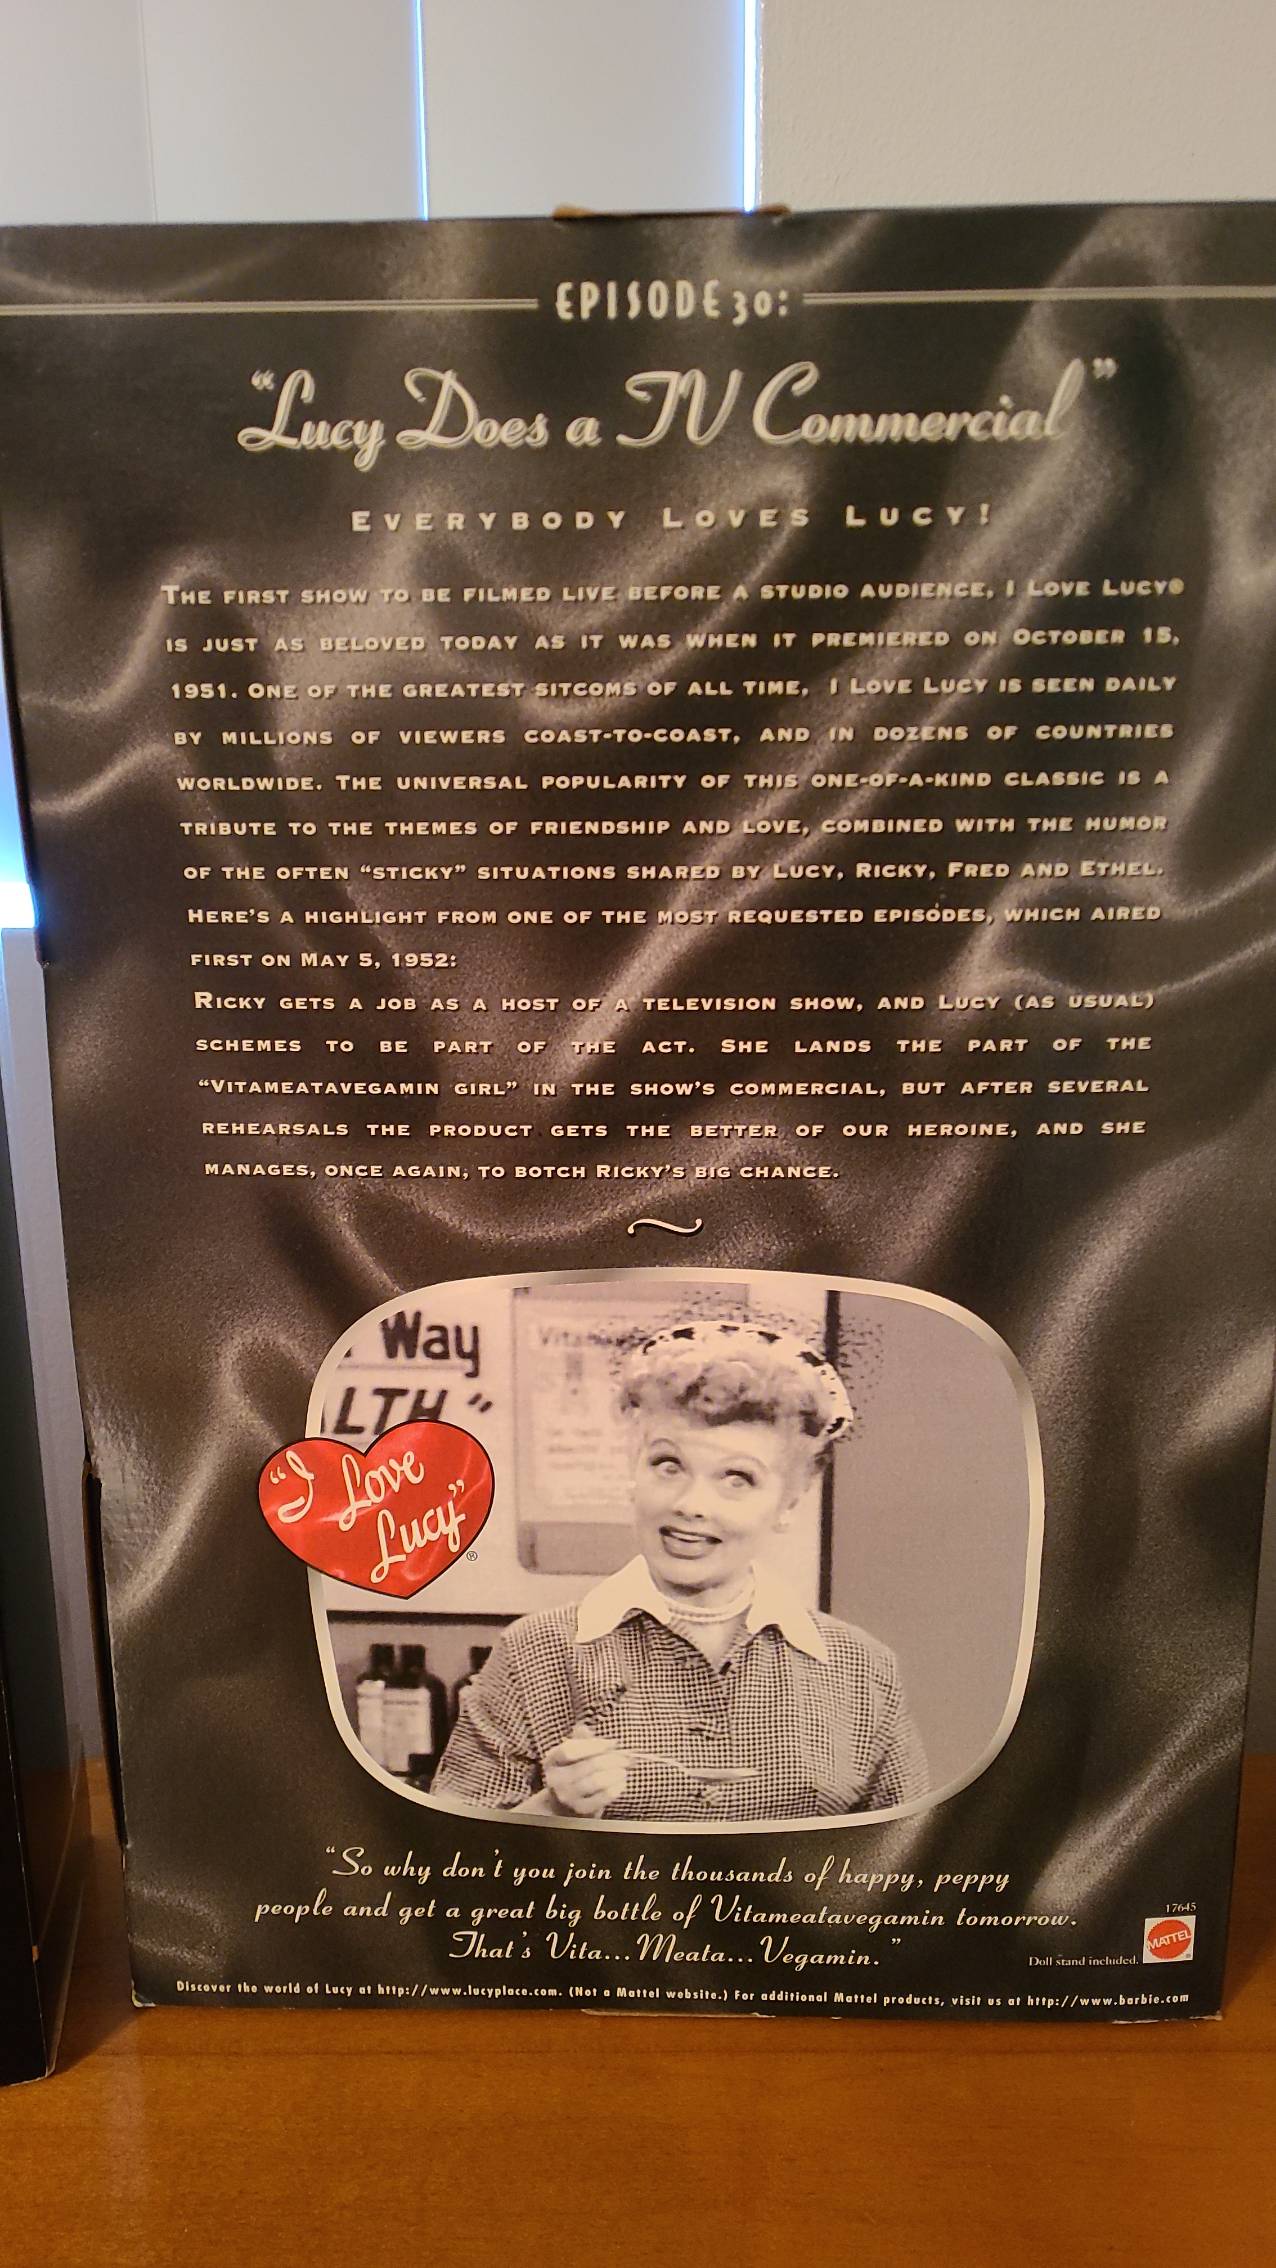 EPISODE 30:
"Lucy Does a TV Commercial"
EVERYBODY LOVES LUCY!
THE FIRST SHOW TO BE FILMED LIVE BEFORE A STUDIO AUDIENCE, I LOVE LUCY®
IS JUST AS BELOVED TODAY AS IT WAS WHEN IT PREMIERED ON OCTOBER 15,
1951. ONE OF THE GREATEST SITCOMS OF ALL TIME, I LOVE LUCY IS SEEN DAILY
BY MILLIONS OF VIEWERS COAST-TO-COAST, AND IN DOZENS OF COUNTRIES
WORLDWIDE. THE UNIVERSAL POPULARITY OF THIS ONE-OF-A-KIND CLASSIC IS A
TRIBUTE TO THE THEMES OF FRIENDSHIP AND LOVE, COMBINED WITH THE HUMOR
OF THE OFTEN "STICKY" SITUATIONS SHARED BY LUCY, RICKY, FRED AND ETHEL.
HERE'S A HIGHLIGHT FROM ONE OF THE MOST REQUESTED EPISODES, WHICH AIRED
FIRST ON MAY 5, 1952:
RICKY GETS A JOB AS A HOST OF A TELEVISION SHOW, AND LUCY (AS USUAL)
SCHEMES TO BE PART OF THE ACT. SHE LANDS THE PART OF THE
"VITAMEATAVEGAMIN GIRL" IN THE SHOW'S COMMERCIAL, BUT AFTER SEVERAL
REHEARSALS THE PRODUCT GETS THE BETTER OF OUR HEROINE, AND SHE
MANAGES, ONCE AGAIN, TO BOTCH RICKY'S BIG CHANCE.
Way
LTH"
"I Love
Lucy"®
"So why don't you join the thousands of happy, peppy
people and get a great big bottle of Vitameatavegamin tomorrow.
That's Vita...Meata...Vegamin."
17645
MATTEL
Doll stand included.
Discover the world of Lucy at http://www.lucyplace.com. (Not a Mattel website.) For additional Mattel products, visit us at http://www.barbie.com